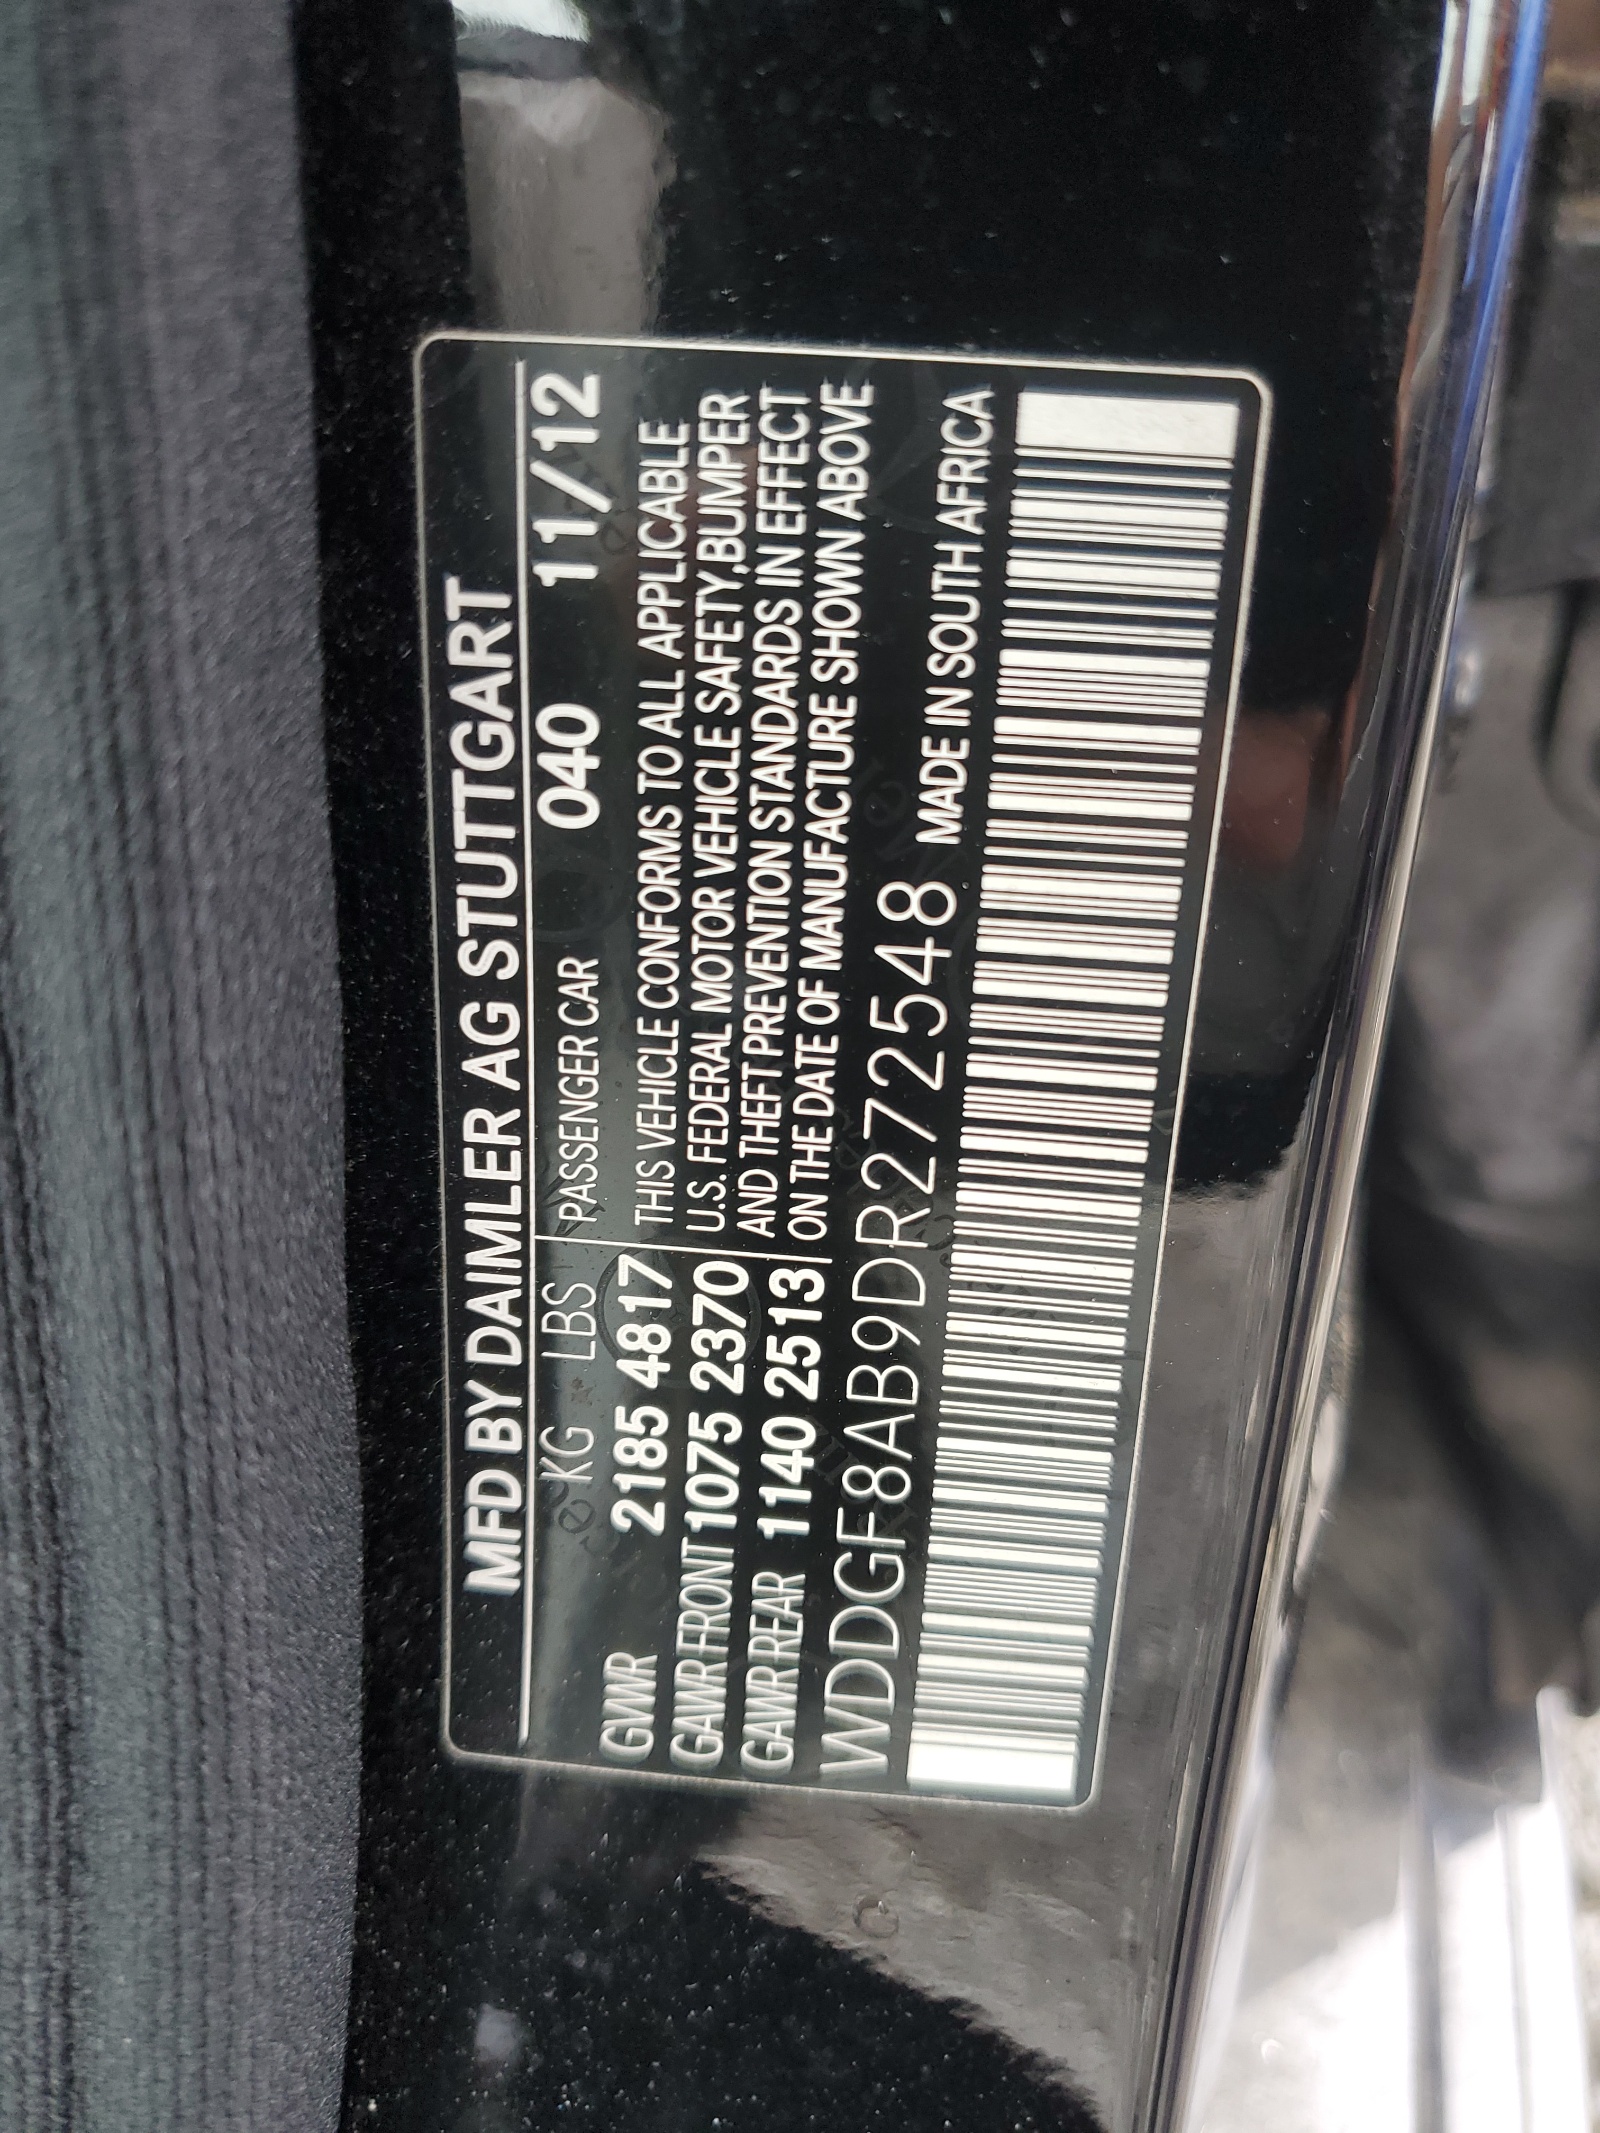 MFD BY DAIMLER AG STUTTGART
KG LBS PASSENGER CAR 040 11/12
GVWR 2185 4817 THIS VEHICLE CONFORMS TO ALL APPLICABLE
GAWR FRONT 1075 2370 U.S. FEDERAL MOTOR VEHICLE SAFETY,BUMPER
GAWR REAR 1140 2513 AND THEFT PREVENTION STANDARDS IN EFFECT
ON THE DATE OF MANUFACTURE SHOWN ABOVE
WDDGF8AB9DR272548 MADE IN SOUTH AFRICA